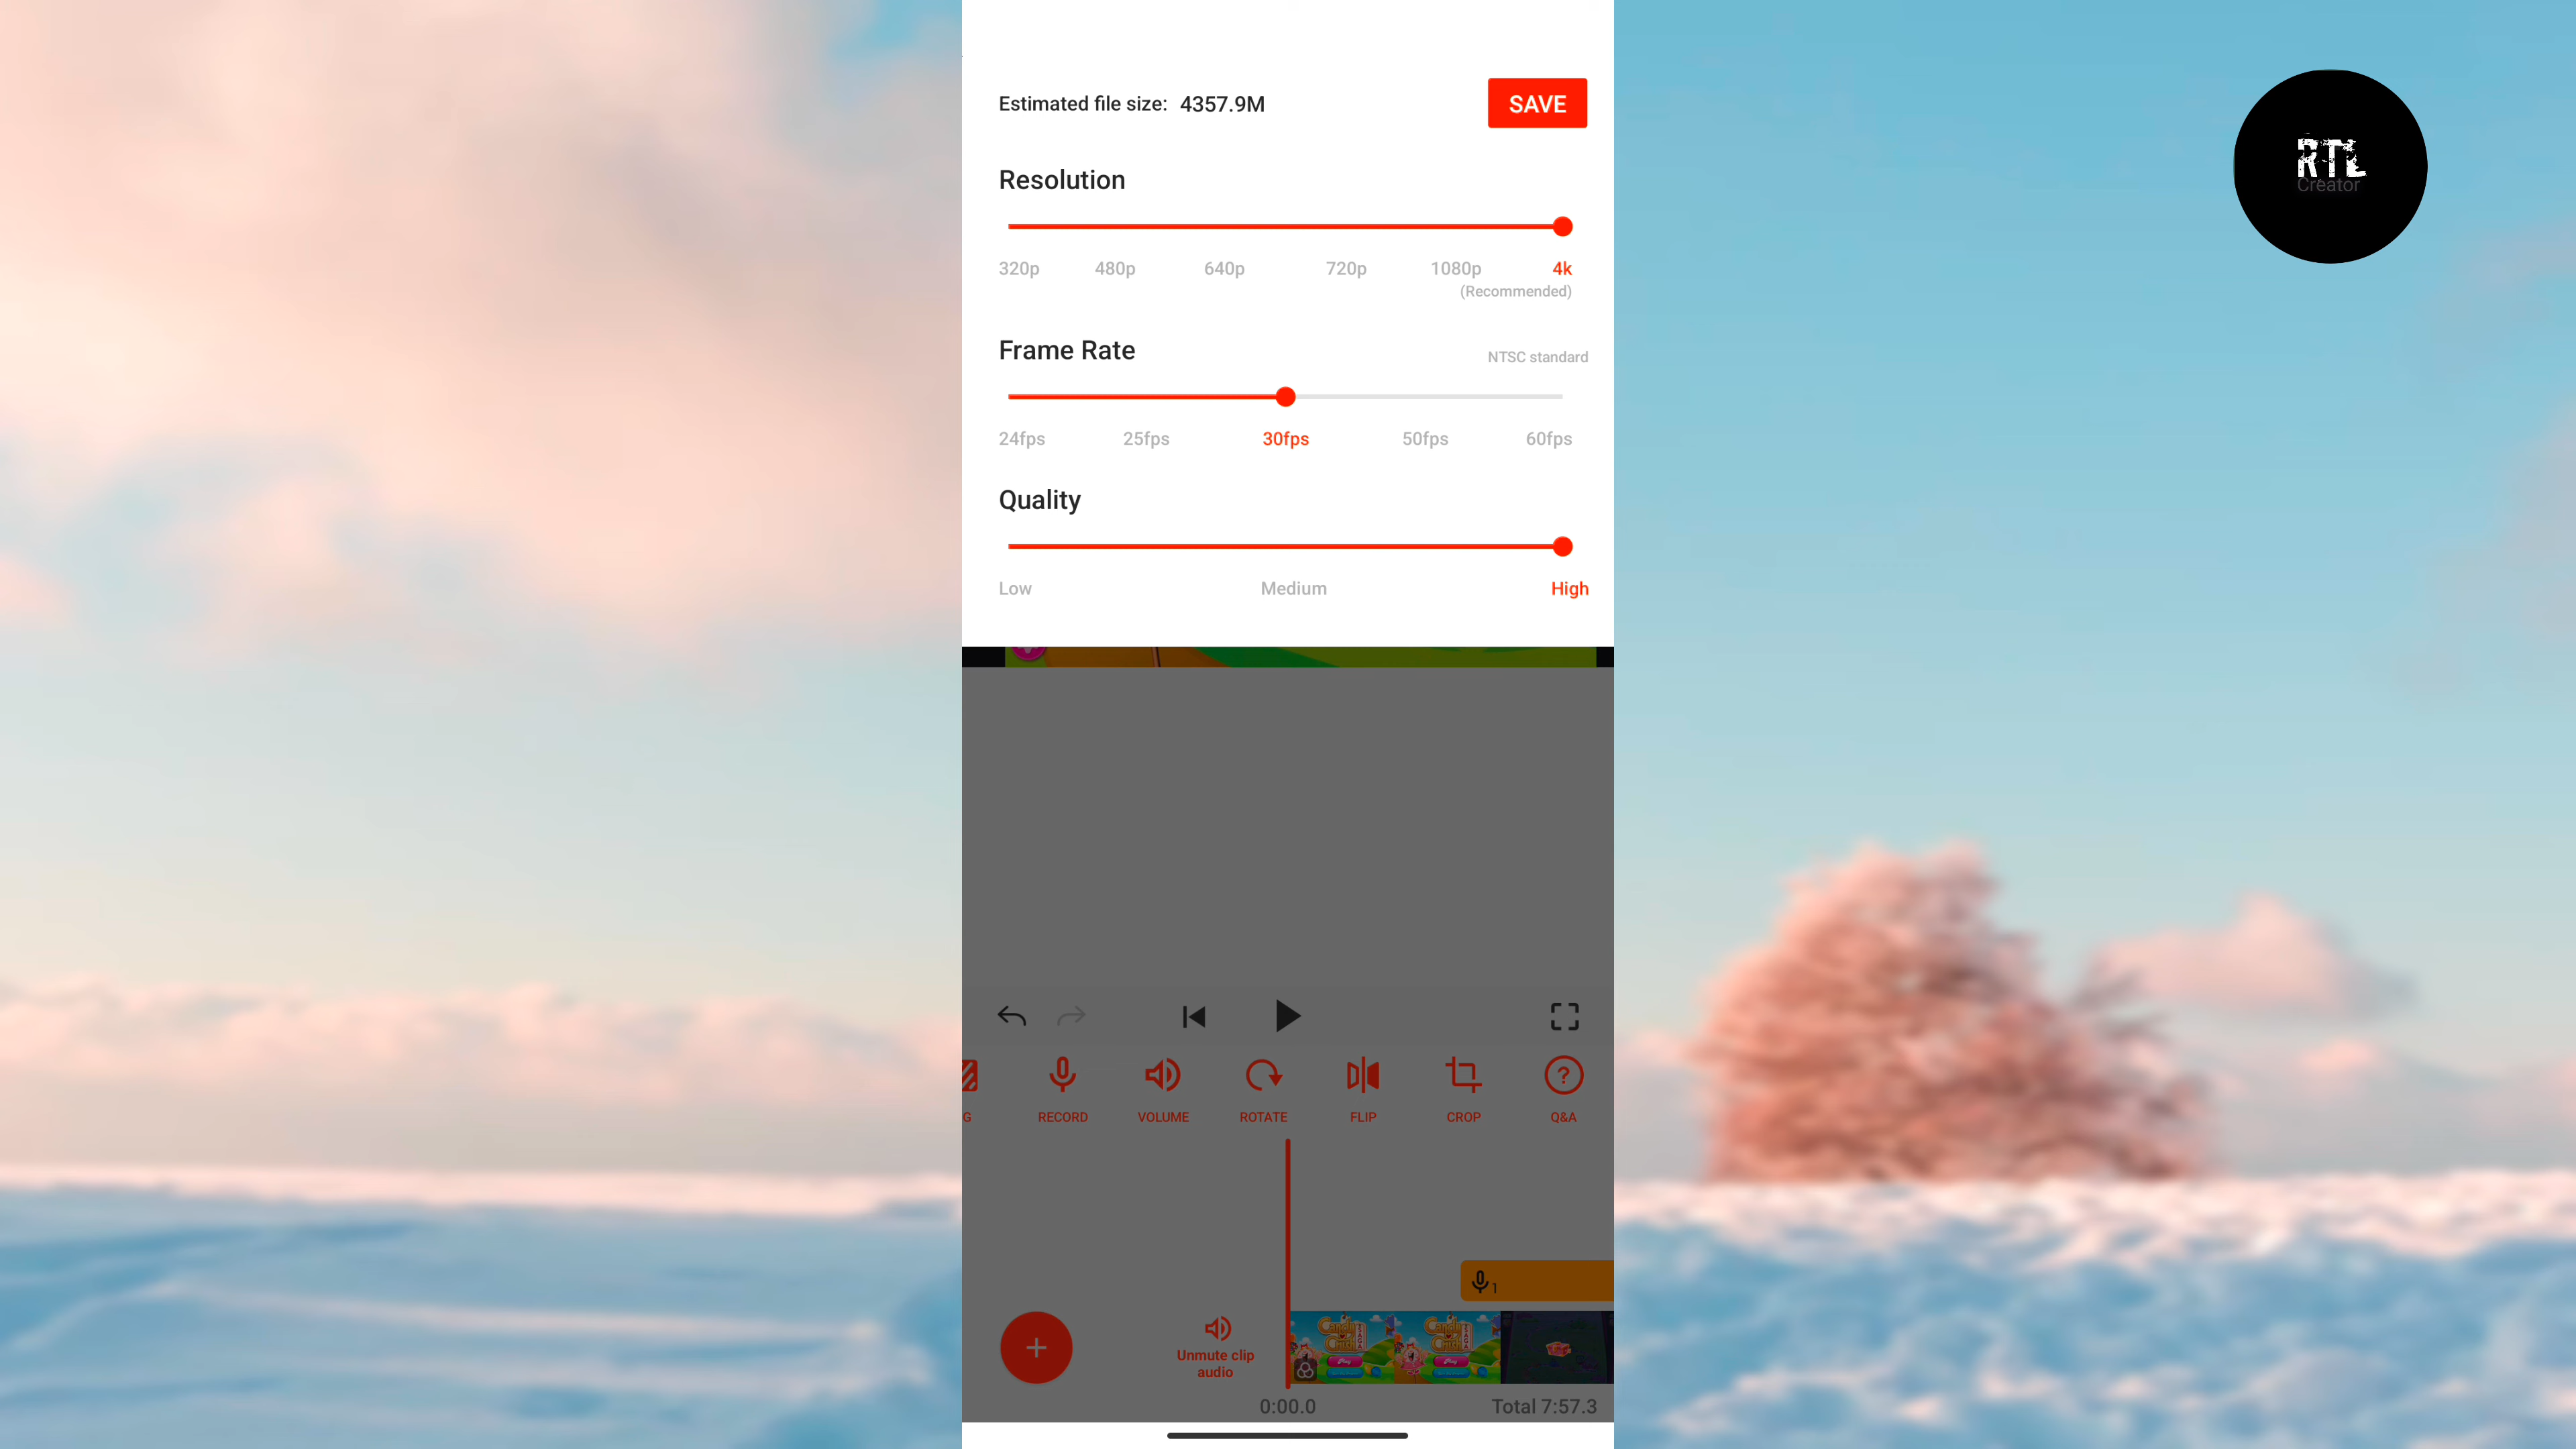 Estimated file size: 4357.9M
SAVE
RTL
Creator
Resolution
320p 480p 640p 720p 1080p 4k
(Recommended)
Frame Rate
NTSC standard
24fps 25fps 30fps 50fps 60fps
Quality
Low Medium High
G RECORD VOLUME ROTATE FLIP CROP Q&A
1
Unmute clip
audio
0:00.0 Total 7:57.3